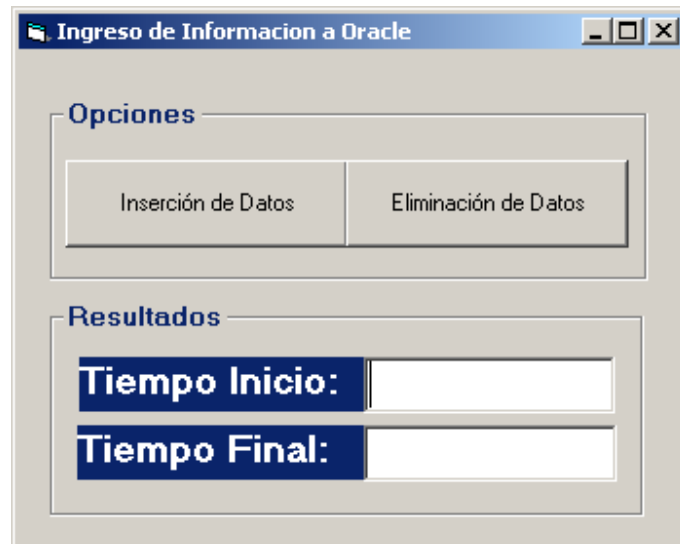 Ingreso de Informacion a Oracle
Opciones
Inserción de Datos Eliminación de Datos
Resultados
Tiempo Inicio:
Tiempo Final: